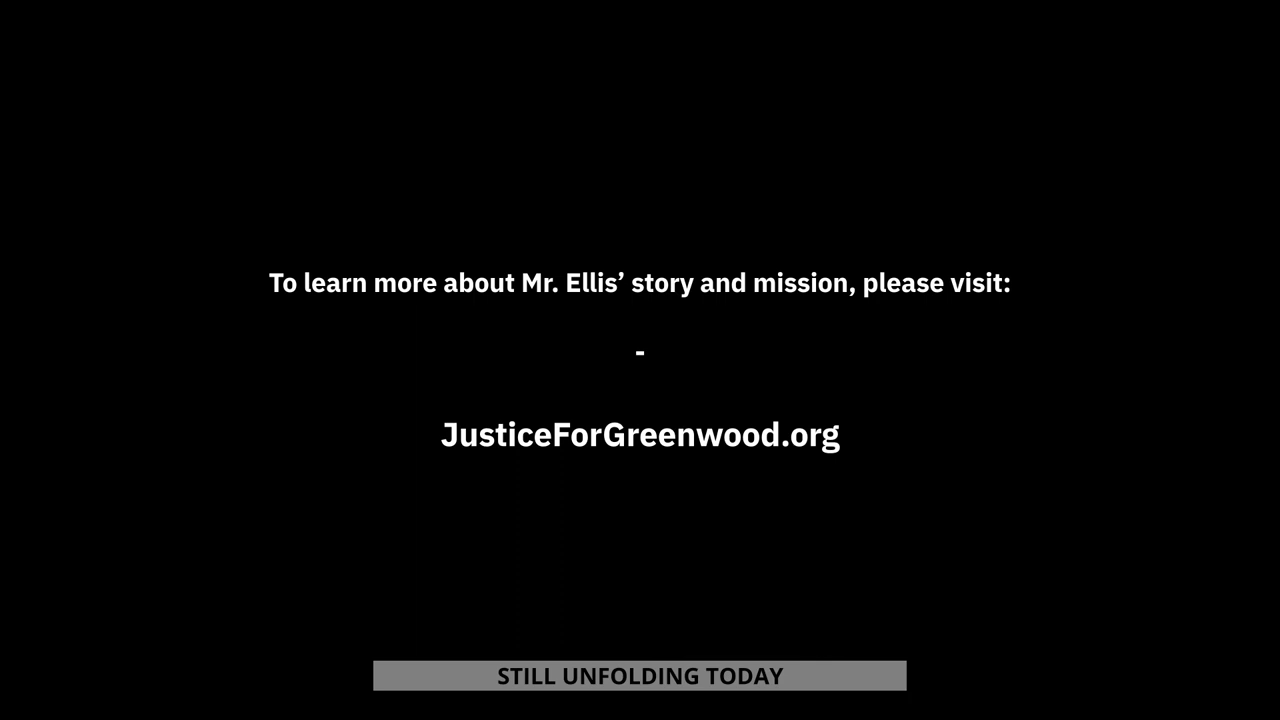 To learn more about Mr. Ellis’ story and mission, please visit:
-
JusticeForGreenwood.org
STILL UNFOLDING TODAY